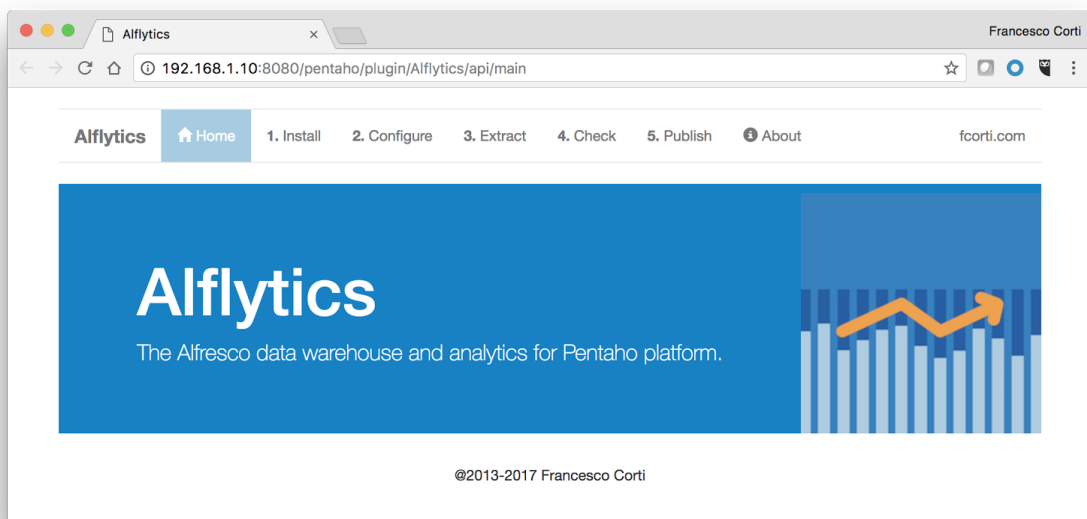 Alflytics
Francesco Corti
192.168.1.10:8080/pentaho/plugin/Alflytics/api/main
Alflytics Home 1. Install 2. Configure 3. Extract 4. Check 5. Publish About fcorti.com
Alflytics
The Alfresco data warehouse and analytics for Pentaho platform.
@2013-2017 Francesco Corti